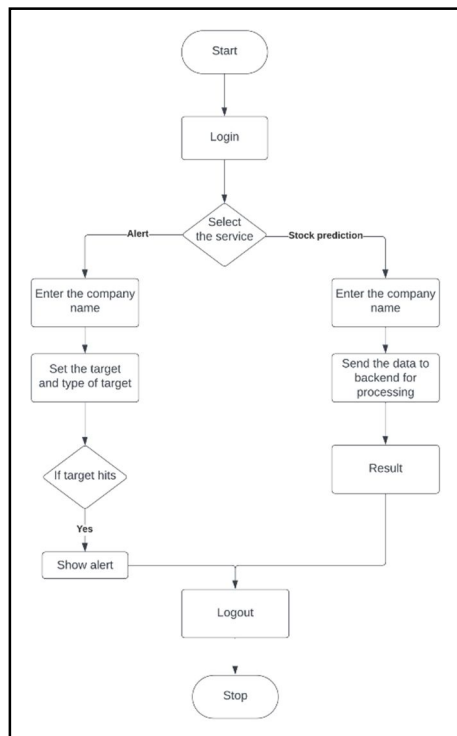 Start
Login
Select
the service
Alert
Stock prediction
Enter the company
name
Enter the company
name
Set the target
and type of target
Send the data to
backend for
processing
If target hits
Result
Yes
Show alert
Logout
Stop